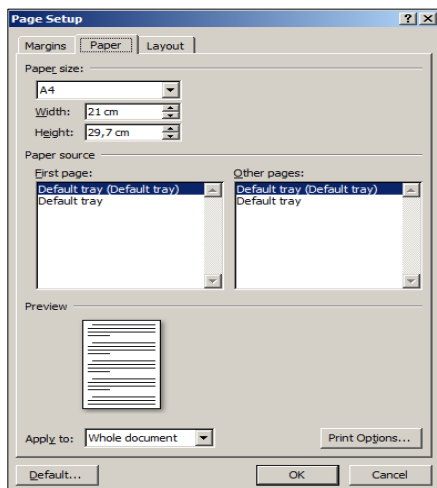 Page Setup
Margins Paper Layout
Paper size:
A4
Width: 21 cm
Height: 29,7 cm
Paper source
First page: Other pages:
Default tray (Default tray) Default tray (Default tray)
Default tray Default tray
Preview
Apply to: Whole document Print Options...
Default... OK Cancel